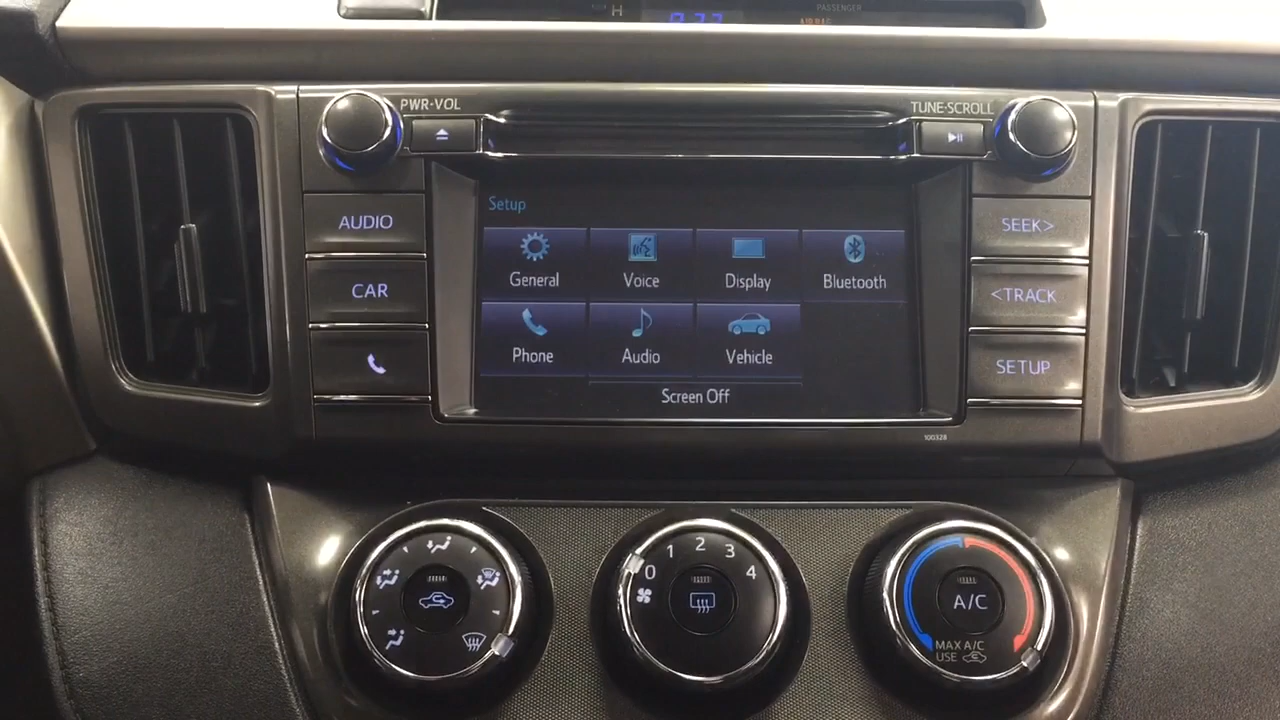 H
PASSENGER
AIRBAG
PWR·VOL
TUNE·SCROLL
AUDIO
CAR
Setup
General
Voice
Display
Bluetooth
Phone
Audio
Vehicle
Screen Off
SEEK>
<TRACK
SETUP
100328
0 1 2 3 4
A/C
MAX A/C
USE